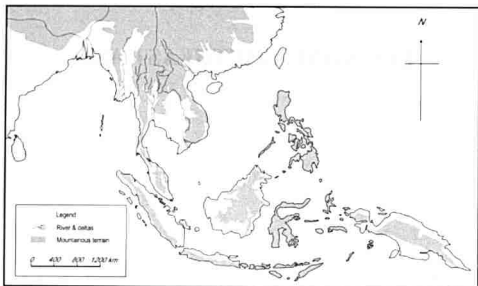 N
Legend
River & deltas
Mountainous terrain
0 400 800 1200 km